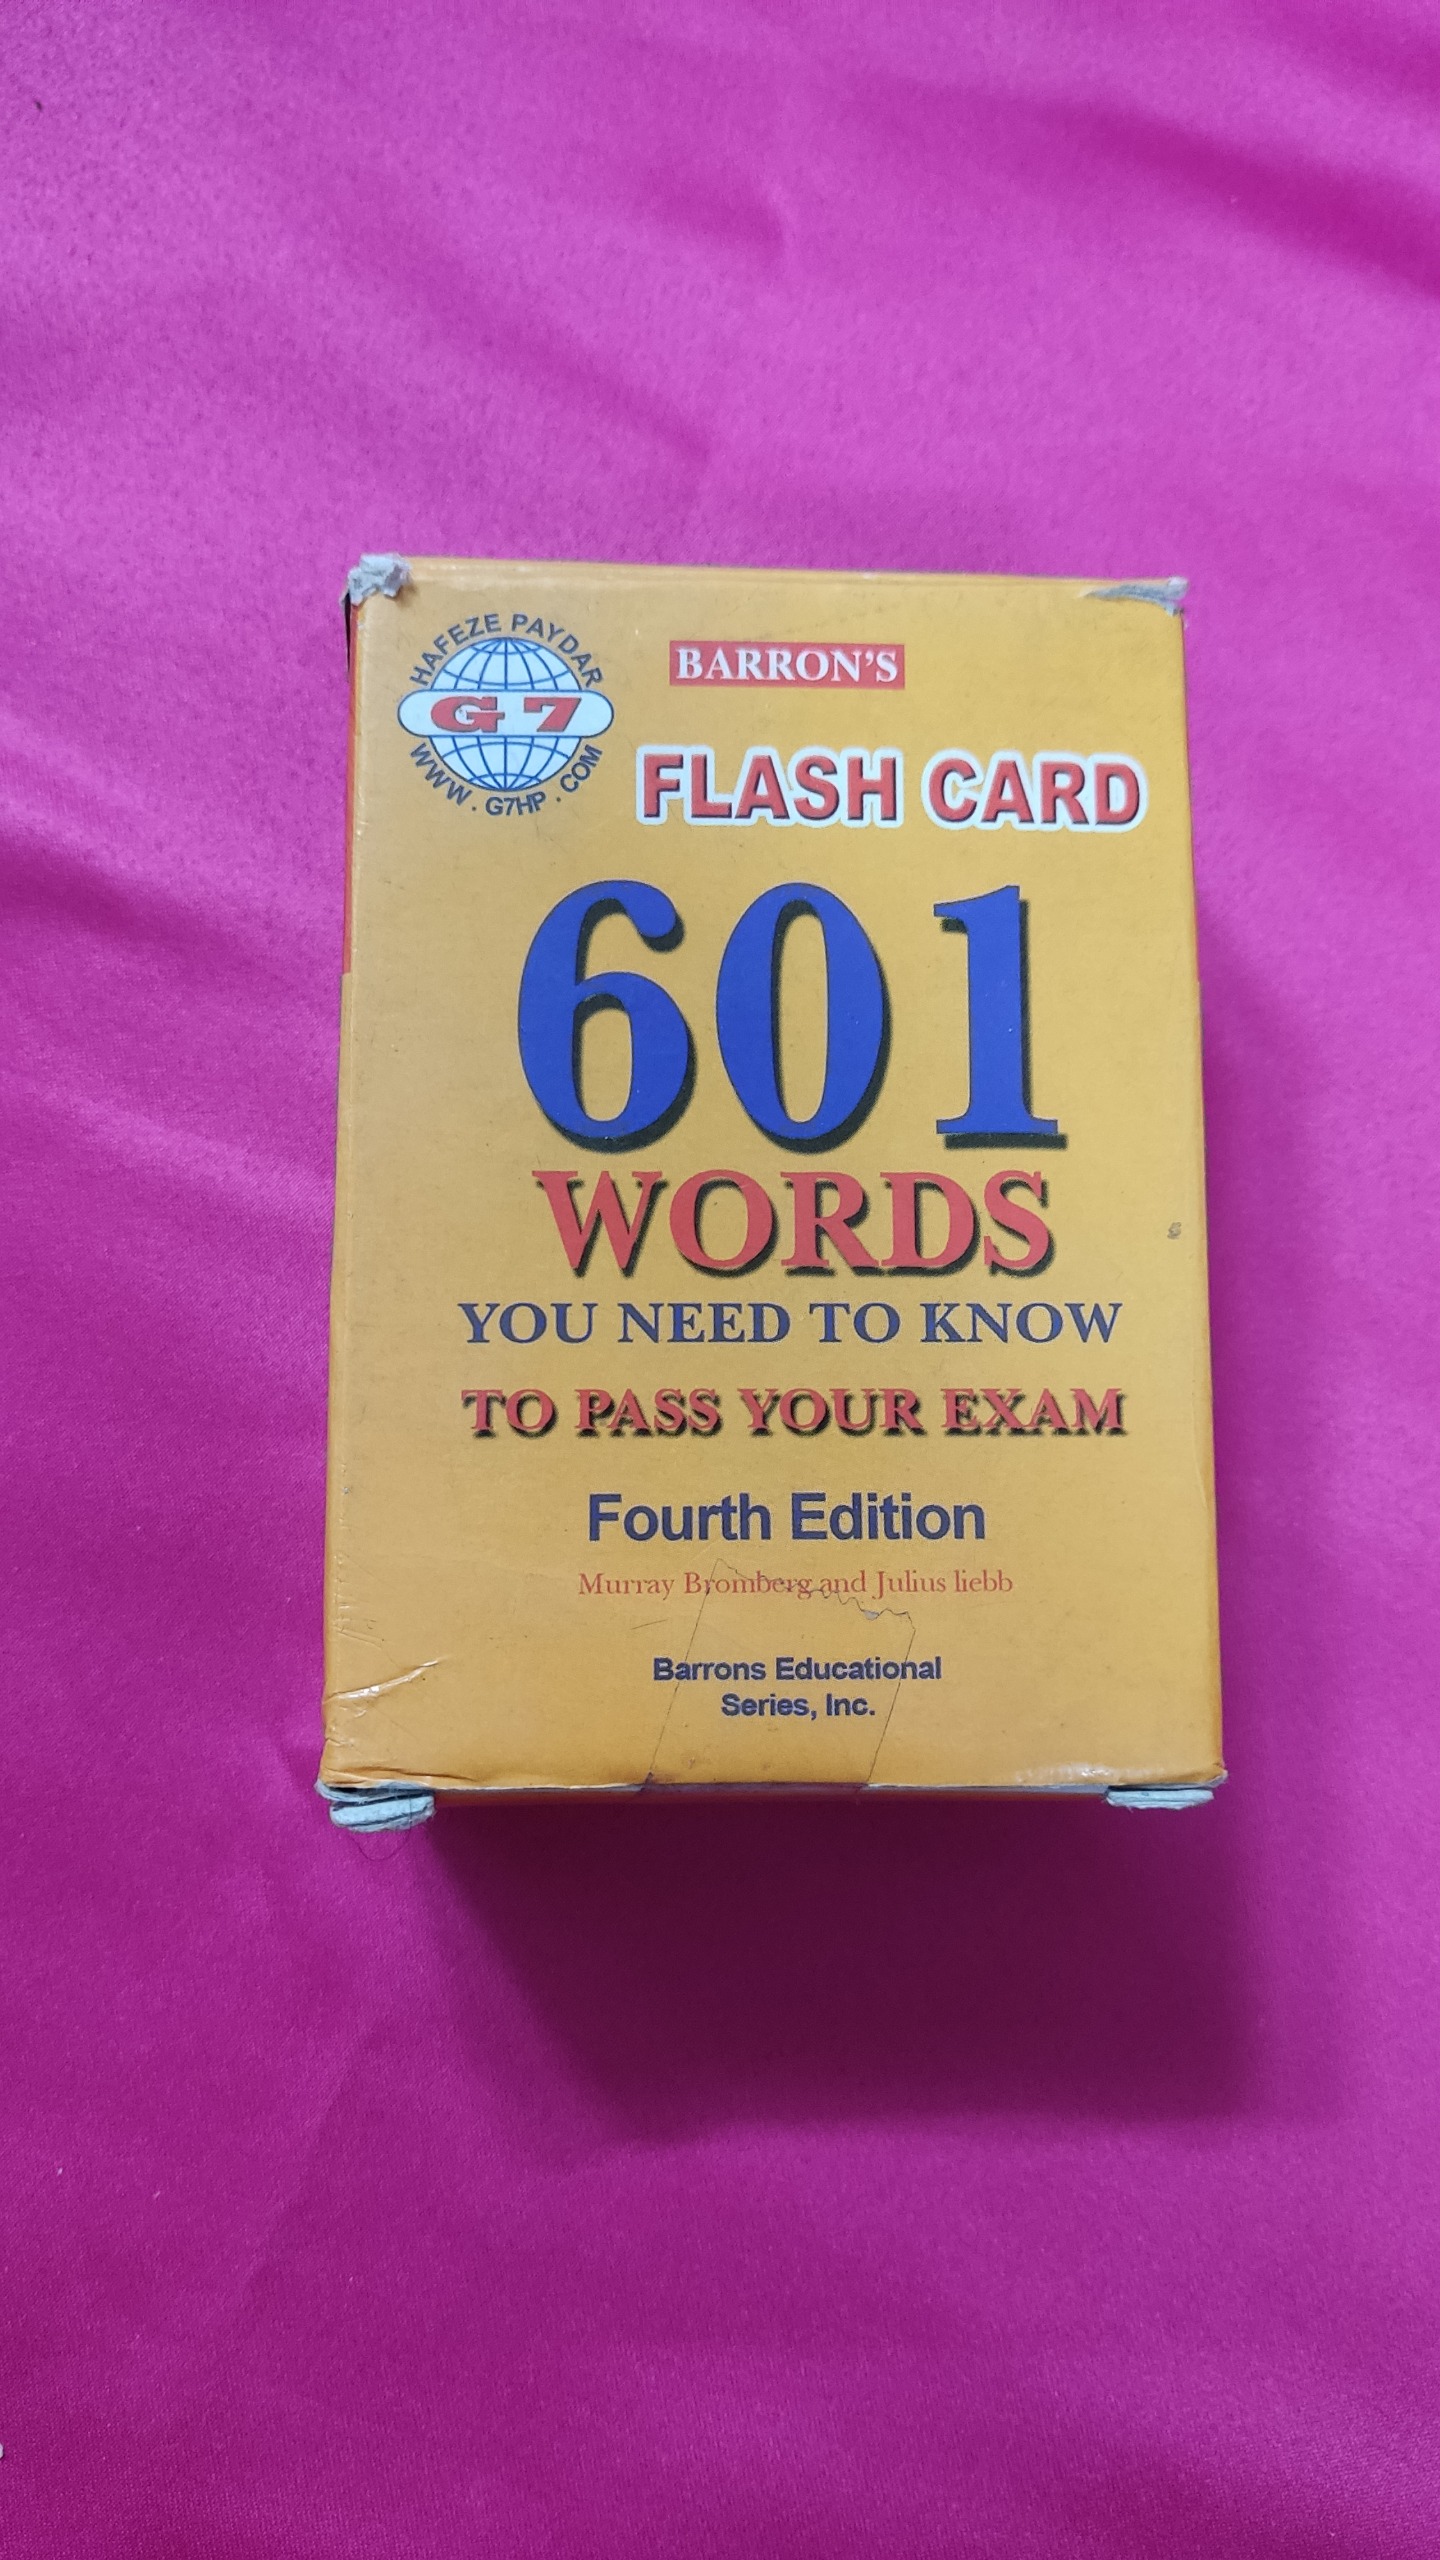 HAFEZE PAYDAR
G7
WWW.G7HP.COM
BARRON'S
FLASH CARD
601
WORDS
YOU NEED TO KNOW
TO PASS YOUR EXAM
Fourth Edition
Murray Bromberg and Julius liebb
Barrons Educational
Series, Inc.